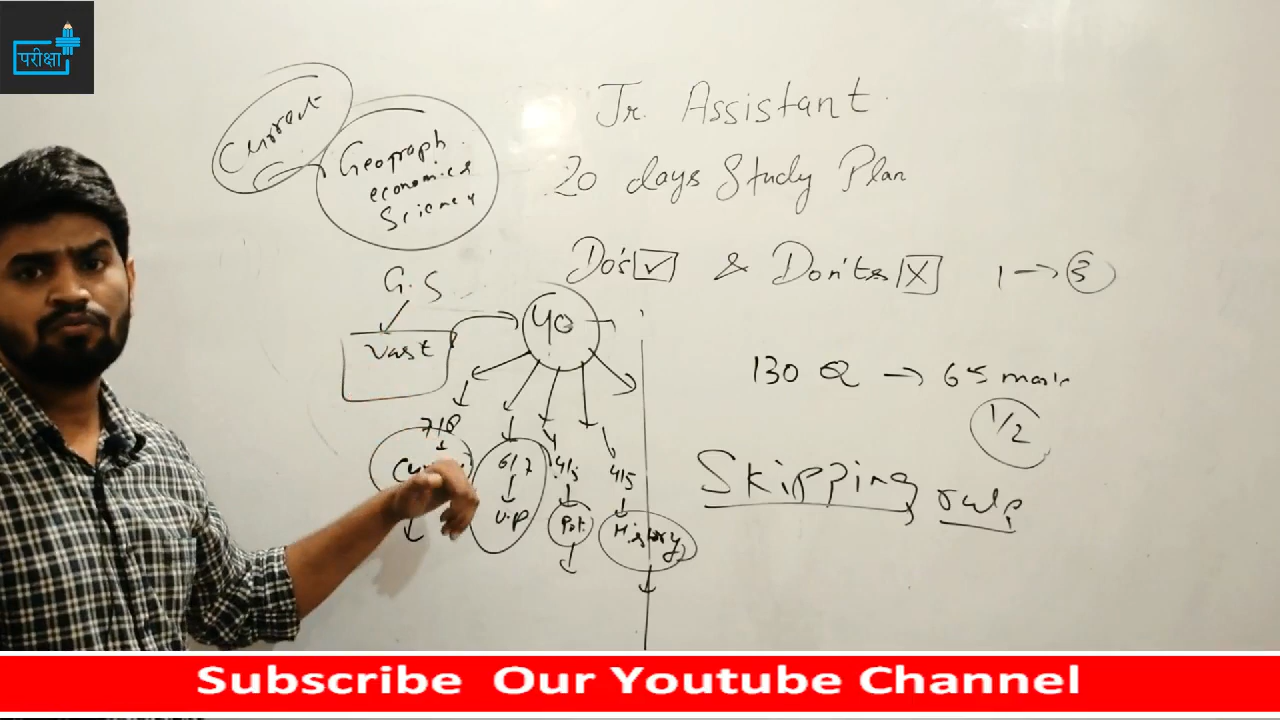 परीक्षा
Jr. Assistant.
20 days Study Plan
Current
Geograph.
economics
Do's ✓ & Don'ts X 1 → 3
G.S
Vast
40
130 Q → 65 mark
1/2
7/8
6/7
U.P
4/5
Pol.
4/5
History
Skipping rule
Subscribe Our Youtube Channel